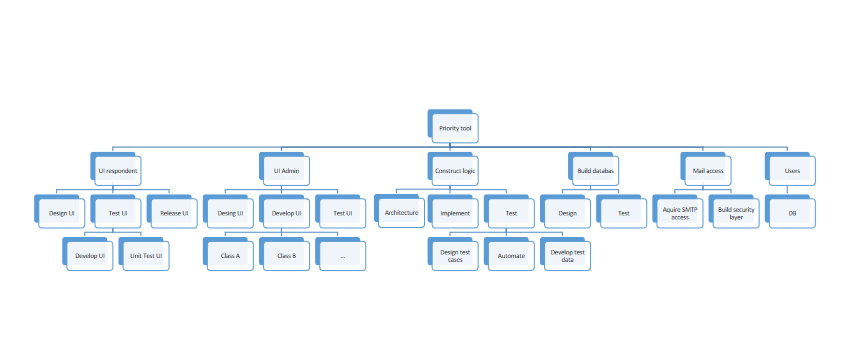 Priority tool
UI respondent
UI Admin
Construct logic
Build databas
Mail access
Users
Design UI
Test UI
Release UI
Desing UI
Develop UI
Test UI
Architecture
Implement
Test
Design
Test
Aquire SMTP
access
Build security
layer
DB
Develop UI
Unit Test UI
Class A
Class B
...
Design test
cases
Automate
Develop test
data